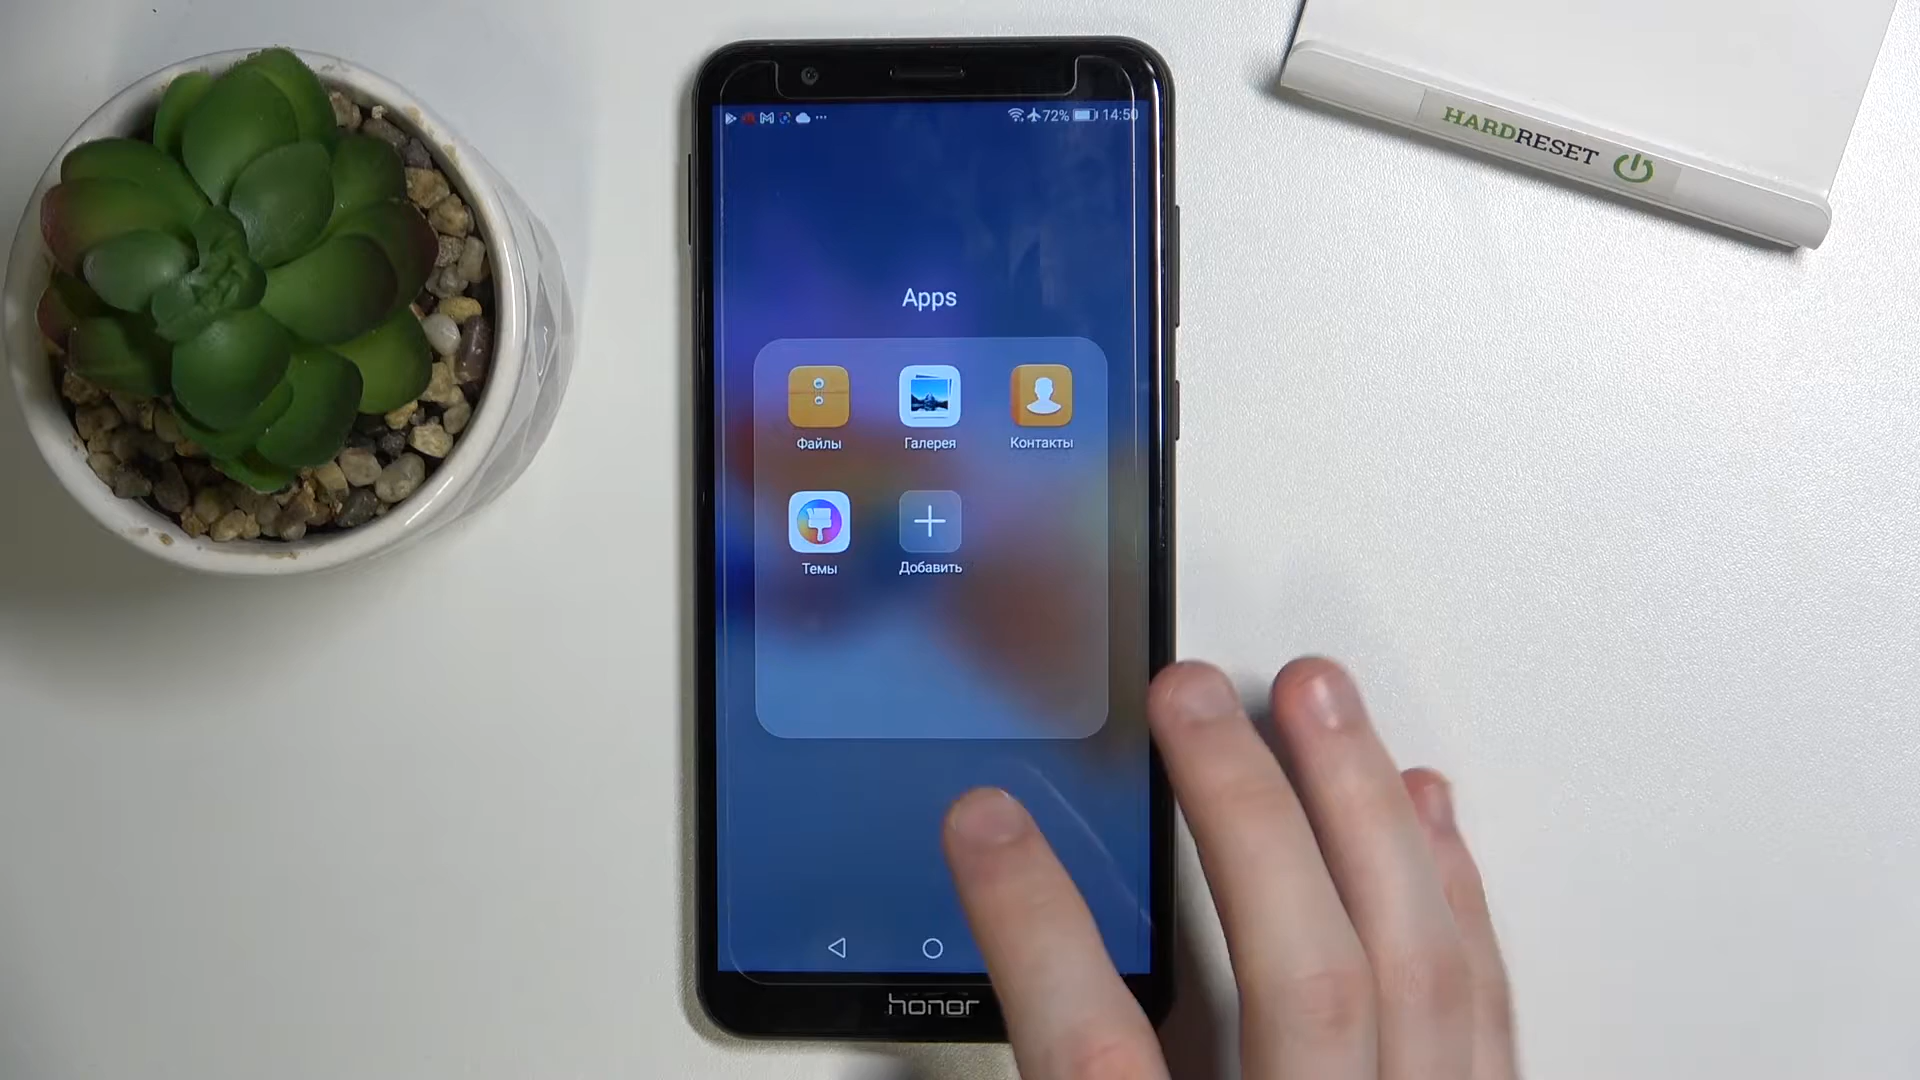 72% 14:50
HARDRESET
Apps
Файлы Галерея Контакты
Темы Добавить
honor